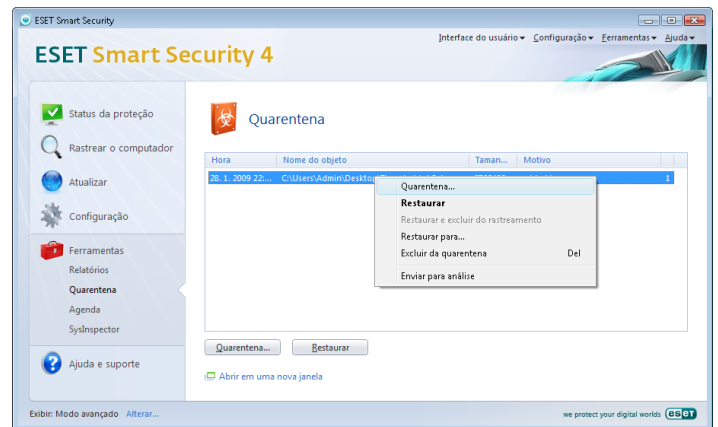 ESET Smart Security
Interface do usuário Configuração Ferramentas Ajuda
ESET Smart Security 4
Status da proteção
Rastrear o computador
Atualizar
Configuração
Ferramentas
Relatórios
Quarentena
Agenda
SysInspector
Ajuda e suporte
Quarentena
Hora Nome do objeto Taman... Motivo
28. 1. 2009 22:... C:\Users\Admin\Desktop 1
Quarentena...
Restaurar
Restaurar e excluir do rastreamento
Restaurar para...
Excluir da quarentena Del
Enviar para análise
Quarentena... Restaurar
Abrir em uma nova janela
Exibir: Modo avançado Alterar...
we protect your digital worlds eseT